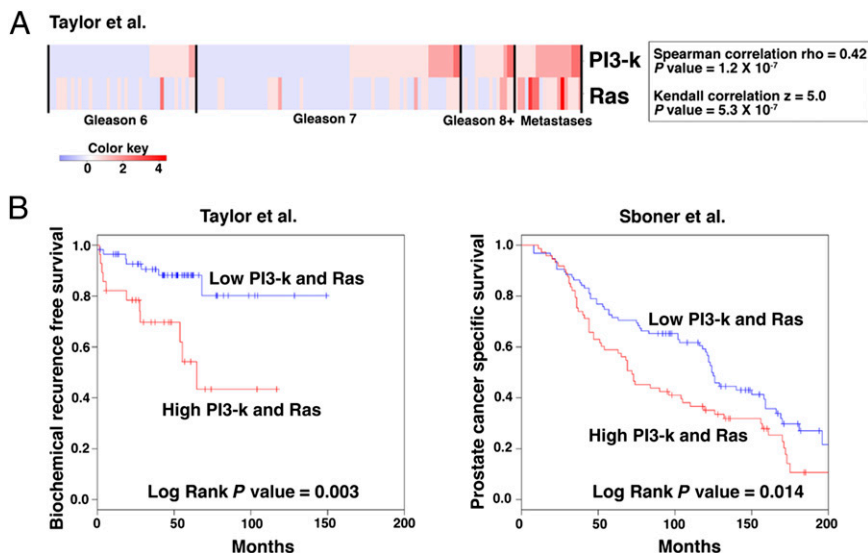 A
Taylor et al.
PI3-k
Ras
Spearman correlation rho = 0.42
P value = 1.2 X 10-7
Kendall correlation z = 5.0
P value = 5.3 X 10-7
Gleason 6
Gleason 7
Gleason 8+
Metastases
Color key
0 2 4
B
Taylor et al.
Biochemical recurence free survival
1.0
0.8
0.6
0.4
0.2
0.0
Low PI3-k and Ras
High PI3-k and Ras
Log Rank P value = 0.003
0 50 100 150 200
Months
Sboner et al.
Prostate cancer specific survival
1.0
0.8
0.6
0.4
0.2
0.0
Low PI3-k and Ras
High PI3-k and Ras
Log Rank P value = 0.014
0 50 100 150 200
Months